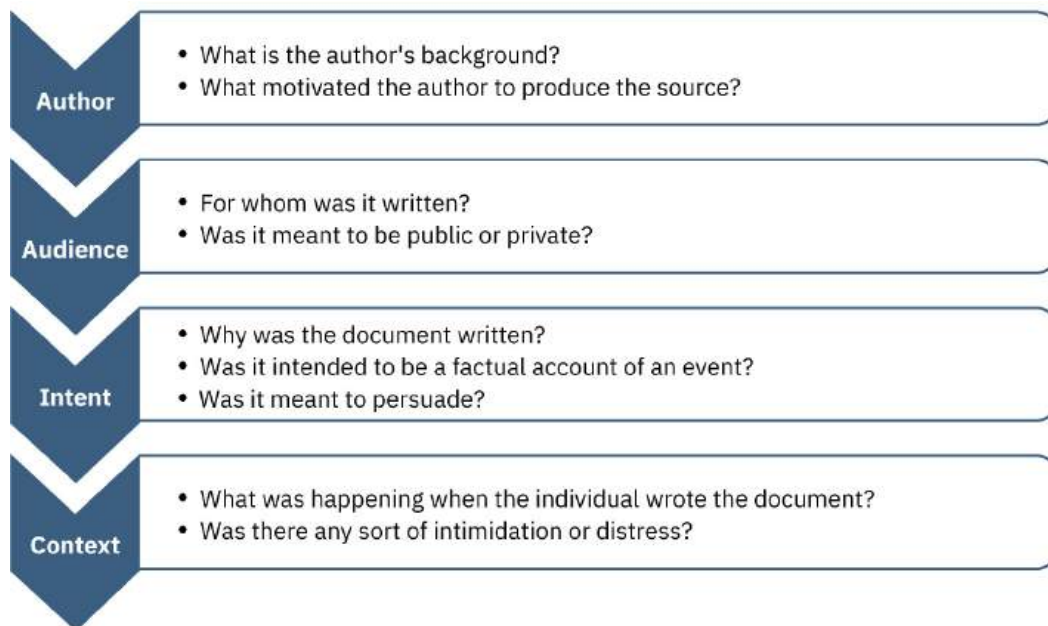 Author
• What is the author's background?
• What motivated the author to produce the source?
Audience
• For whom was it written?
• Was it meant to be public or private?
Intent
• Why was the document written?
• Was it intended to be a factual account of an event?
• Was it meant to persuade?
Context
• What was happening when the individual wrote the document?
• Was there any sort of intimidation or distress?